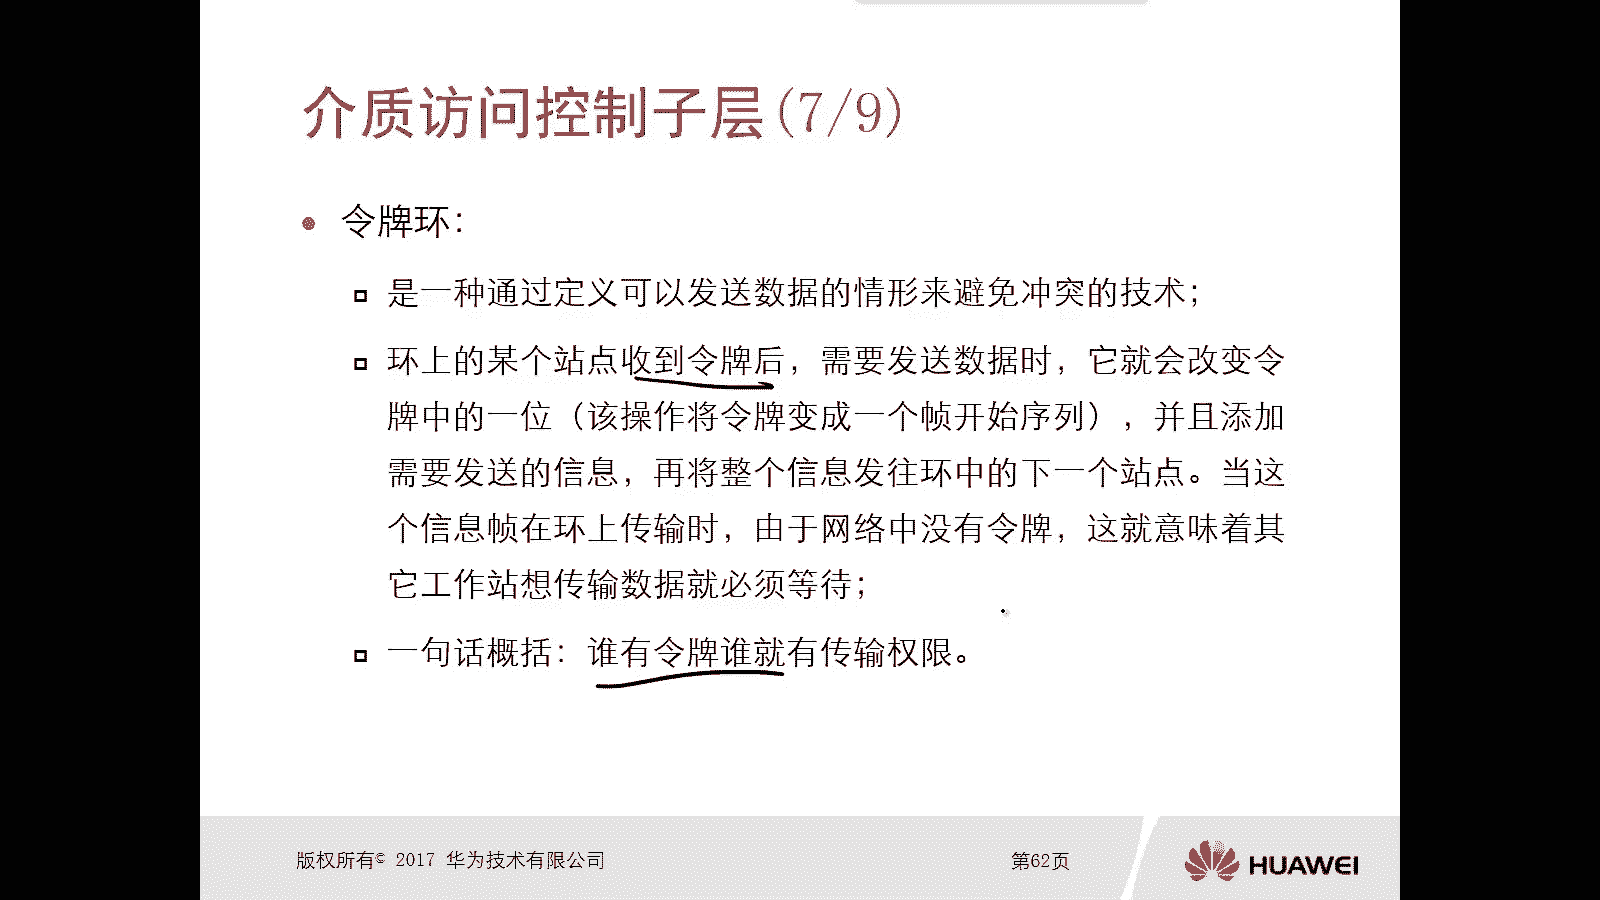 介质访问控制子层(7/9)
令牌环：
是一种通过定义可以发送数据的情形来避免冲突的技术；
环上的某个站点收到令牌后，需要发送数据时，它就会改变令
牌中的一位（该操作将令牌变成一个帧开始序列），并且添加
需要发送的信息，再将整个信息发往环中的下一个站点。当这
个信息帧在环上传输时，由于网络中没有令牌，这就意味着其
它工作站想传输数据就必须等待；
一句话概括：谁有令牌谁就有传输权限。
版权所有© 2017 华为技术有限公司
第62页
HUAWEI